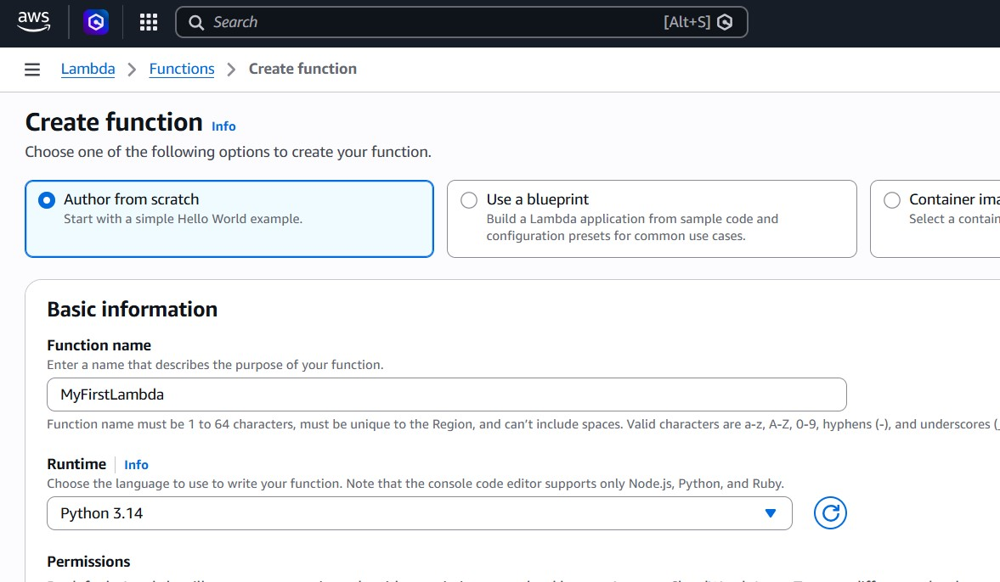 aws
Search [Alt+S]
Lambda > Functions > Create function
Create function Info
Choose one of the following options to create your function.
Author from scratch
Start with a simple Hello World example.
Use a blueprint
Build a Lambda application from sample code and
configuration presets for common use cases.
Container ima
Select a contain
Basic information
Function name
Enter a name that describes the purpose of your function.
MyFirstLambda
Function name must be 1 to 64 characters, must be unique to the Region, and can’t include spaces. Valid characters are a-z, A-Z, 0-9, hyphens (-), and underscores (_
Runtime Info
Choose the language to use to write your function. Note that the console code editor supports only Node.js, Python, and Ruby.
Python 3.14
Permissions